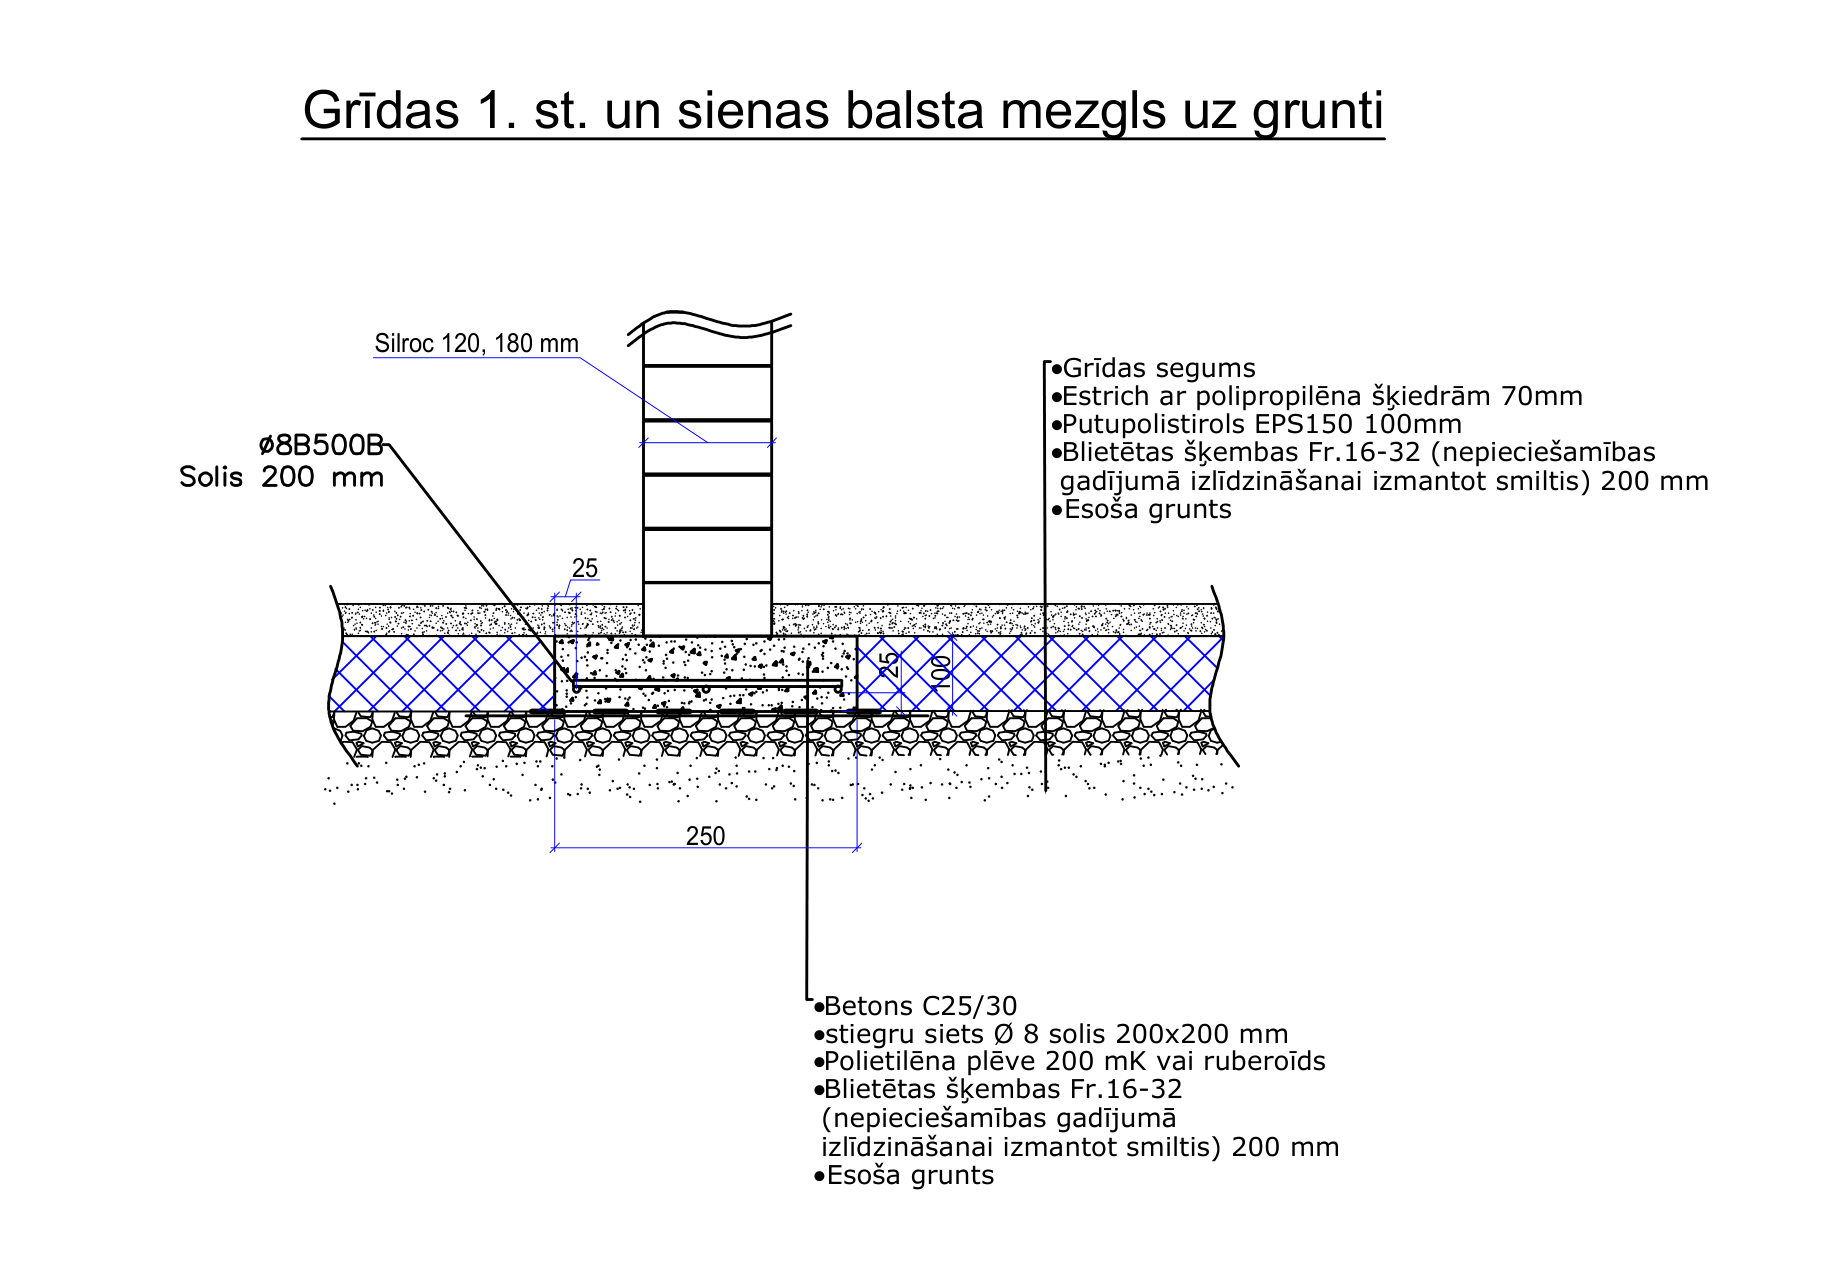 Grīdas 1. st. un sienas balsta mezgls uz grunti
Silroc 120, 180 mm
ø8B500B
Solis 200 mm
•Grīdas segums
•Estrich ar polipropilēna šķiedrām 70mm
•Putupolistirols EPS150 100mm
•Blietētas šķembas Fr.16-32 (nepieciešamības
gadījumā izlīdzināšanai izmantot smiltis) 200 mm
•Esoša grunts
25
25
100
250
•Betons C25/30
•stiegru siets Ø 8 solis 200x200 mm
•Polietilēna plēve 200 mK vai ruberoīds
•Blietētas šķembas Fr.16-32
(nepieciešamības gadījumā
izlīdzināšanai izmantot smiltis) 200 mm
•Esoša grunts